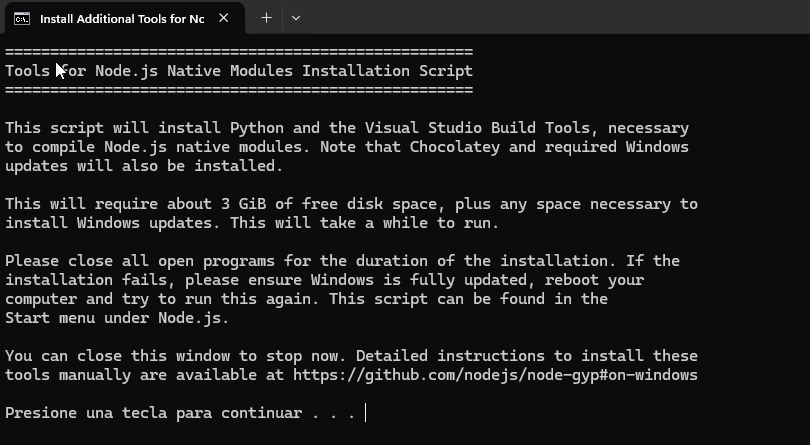 Install Additional Tools for Nc
==================================================
Tools for Node.js Native Modules Installation Script
==================================================
This script will install Python and the Visual Studio Build Tools, necessary
to compile Node.js native modules. Note that Chocolatey and required Windows
updates will also be installed.
This will require about 3 GiB of free disk space, plus any space necessary to
install Windows updates. This will take a while to run.
Please close all open programs for the duration of the installation. If the
installation fails, please ensure Windows is fully updated, reboot your
computer and try to run this again. This script can be found in the
Start menu under Node.js.
You can close this window to stop now. Detailed instructions to install these
tools manually are available at https://github.com/nodejs/node-gyp#on-windows
Presione una tecla para continuar . . .